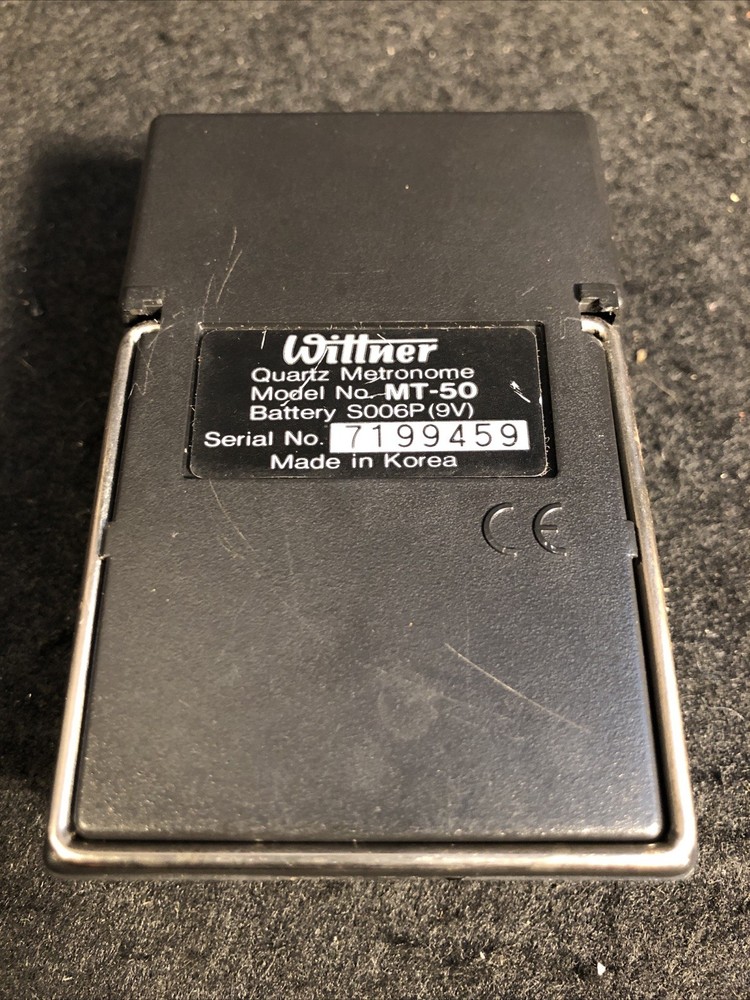 Wittner
Quartz Metronome
Model No. MT-50
Battery S006P(9V)
Serial No. 7199459
Made in Korea
CE